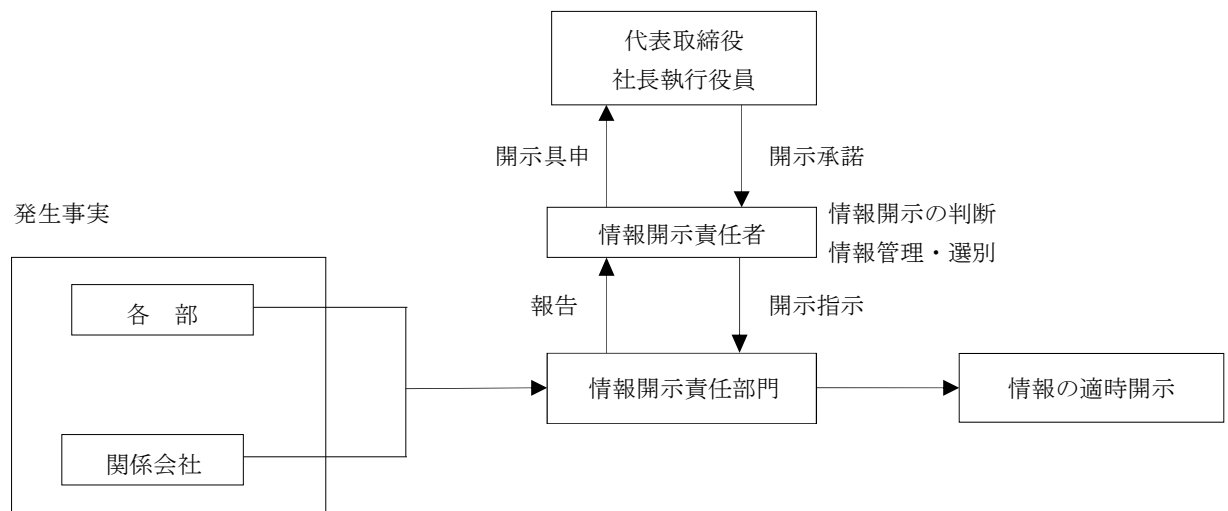 代表取締役
社長執行役員
開示具申
開示承諾
発生事実
情報開示責任者
情報開示の判断
情報管理・選別
各　部
報告
開示指示
情報開示責任部門
情報の適時開示
関係会社